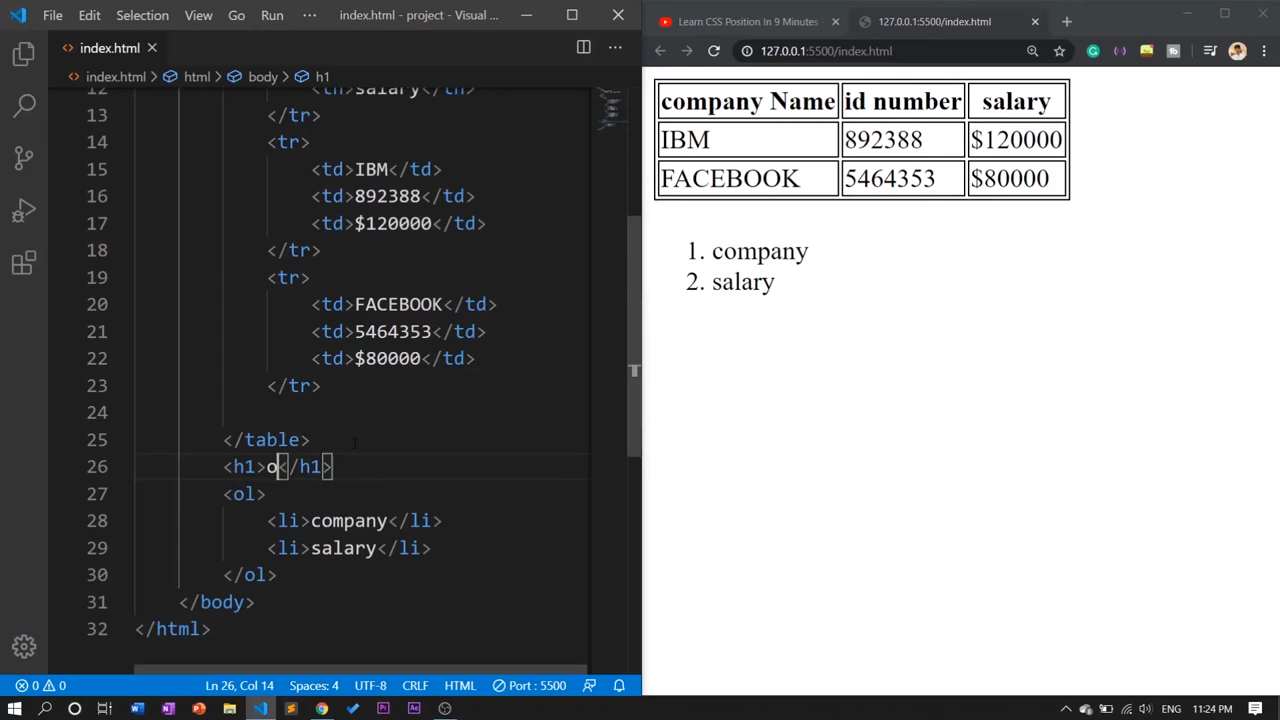 File Edit Selection View Go Run ··· index.html - project - Visual ...
index.html
index.html > html > body > h1
12 <th>salary</th>
13 </tr>
14 <tr>
15 <td>IBM</td>
16 <td>892388</td>
17 <td>$120000</td>
18 </tr>
19 <tr>
20 <td>FACEBOOK</td>
21 <td>5464353</td>
22 <td>$80000</td>
23 </tr>
24
25 </table>
26 <h1>o</h1>
27 <ol>
28 <li>company</li>
29 <li>salary</li>
30 </ol>
31 </body>
32 </html>
0 0 Ln 26, Col 14 Spaces: 4 UTF-8 CRLF HTML Port : 5500
Learn CSS Position In 9 Minutes 127.0.0.1:5500/index.html
127.0.0.1:5500/index.html
company Name id number salary
IBM 892388 $120000
FACEBOOK 5464353 $80000
1. company
2. salary
ENG 11:24 PM